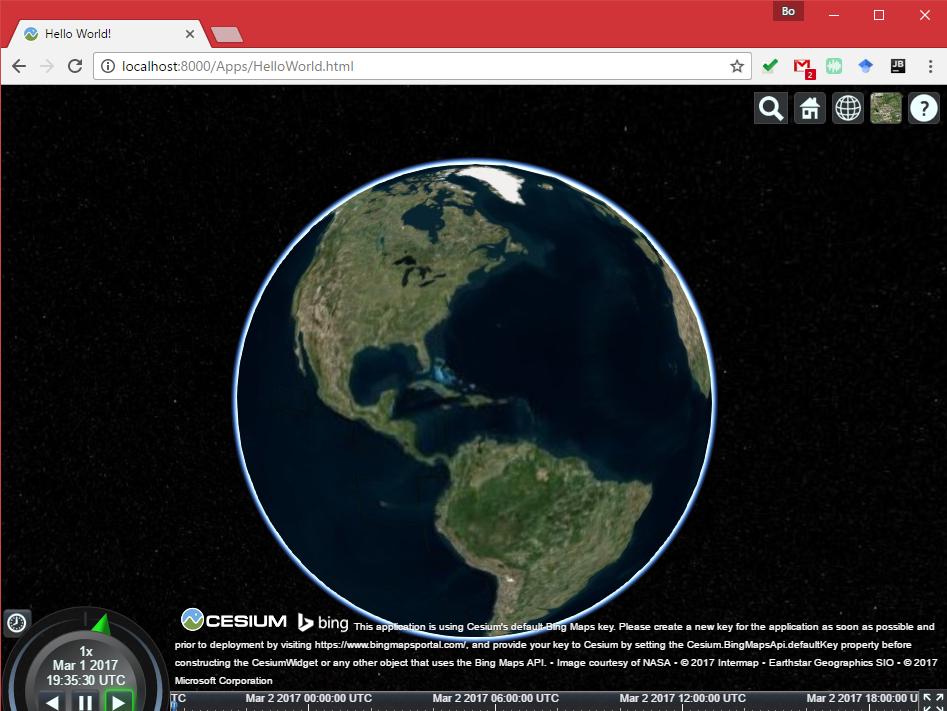 Bo
Hello World!
localhost:8000/Apps/HelloWorld.html
2
JB
?
CESIUM bing This application is using Cesium's default Bing Maps key. Please create a new key for the application as soon as possible and
prior to deployment by visiting https://www.bingmapsportal.com/, and provide your key to Cesium by setting the Cesium.BingMapsApi.defaultKey property before
constructing the CesiumWidget or any other object that uses the Bing Maps API. • Image courtesy of NASA • © 2017 Intermap • Earthstar Geographics SIO • © 2017
Microsoft Corporation
1x
Mar 1 2017
19:35:30 UTC
TC Mar 2 2017 00:00:00 UTC Mar 2 2017 06:00:00 UTC Mar 2 2017 12:00:00 UTC Mar 2 2017 18:00:00 U